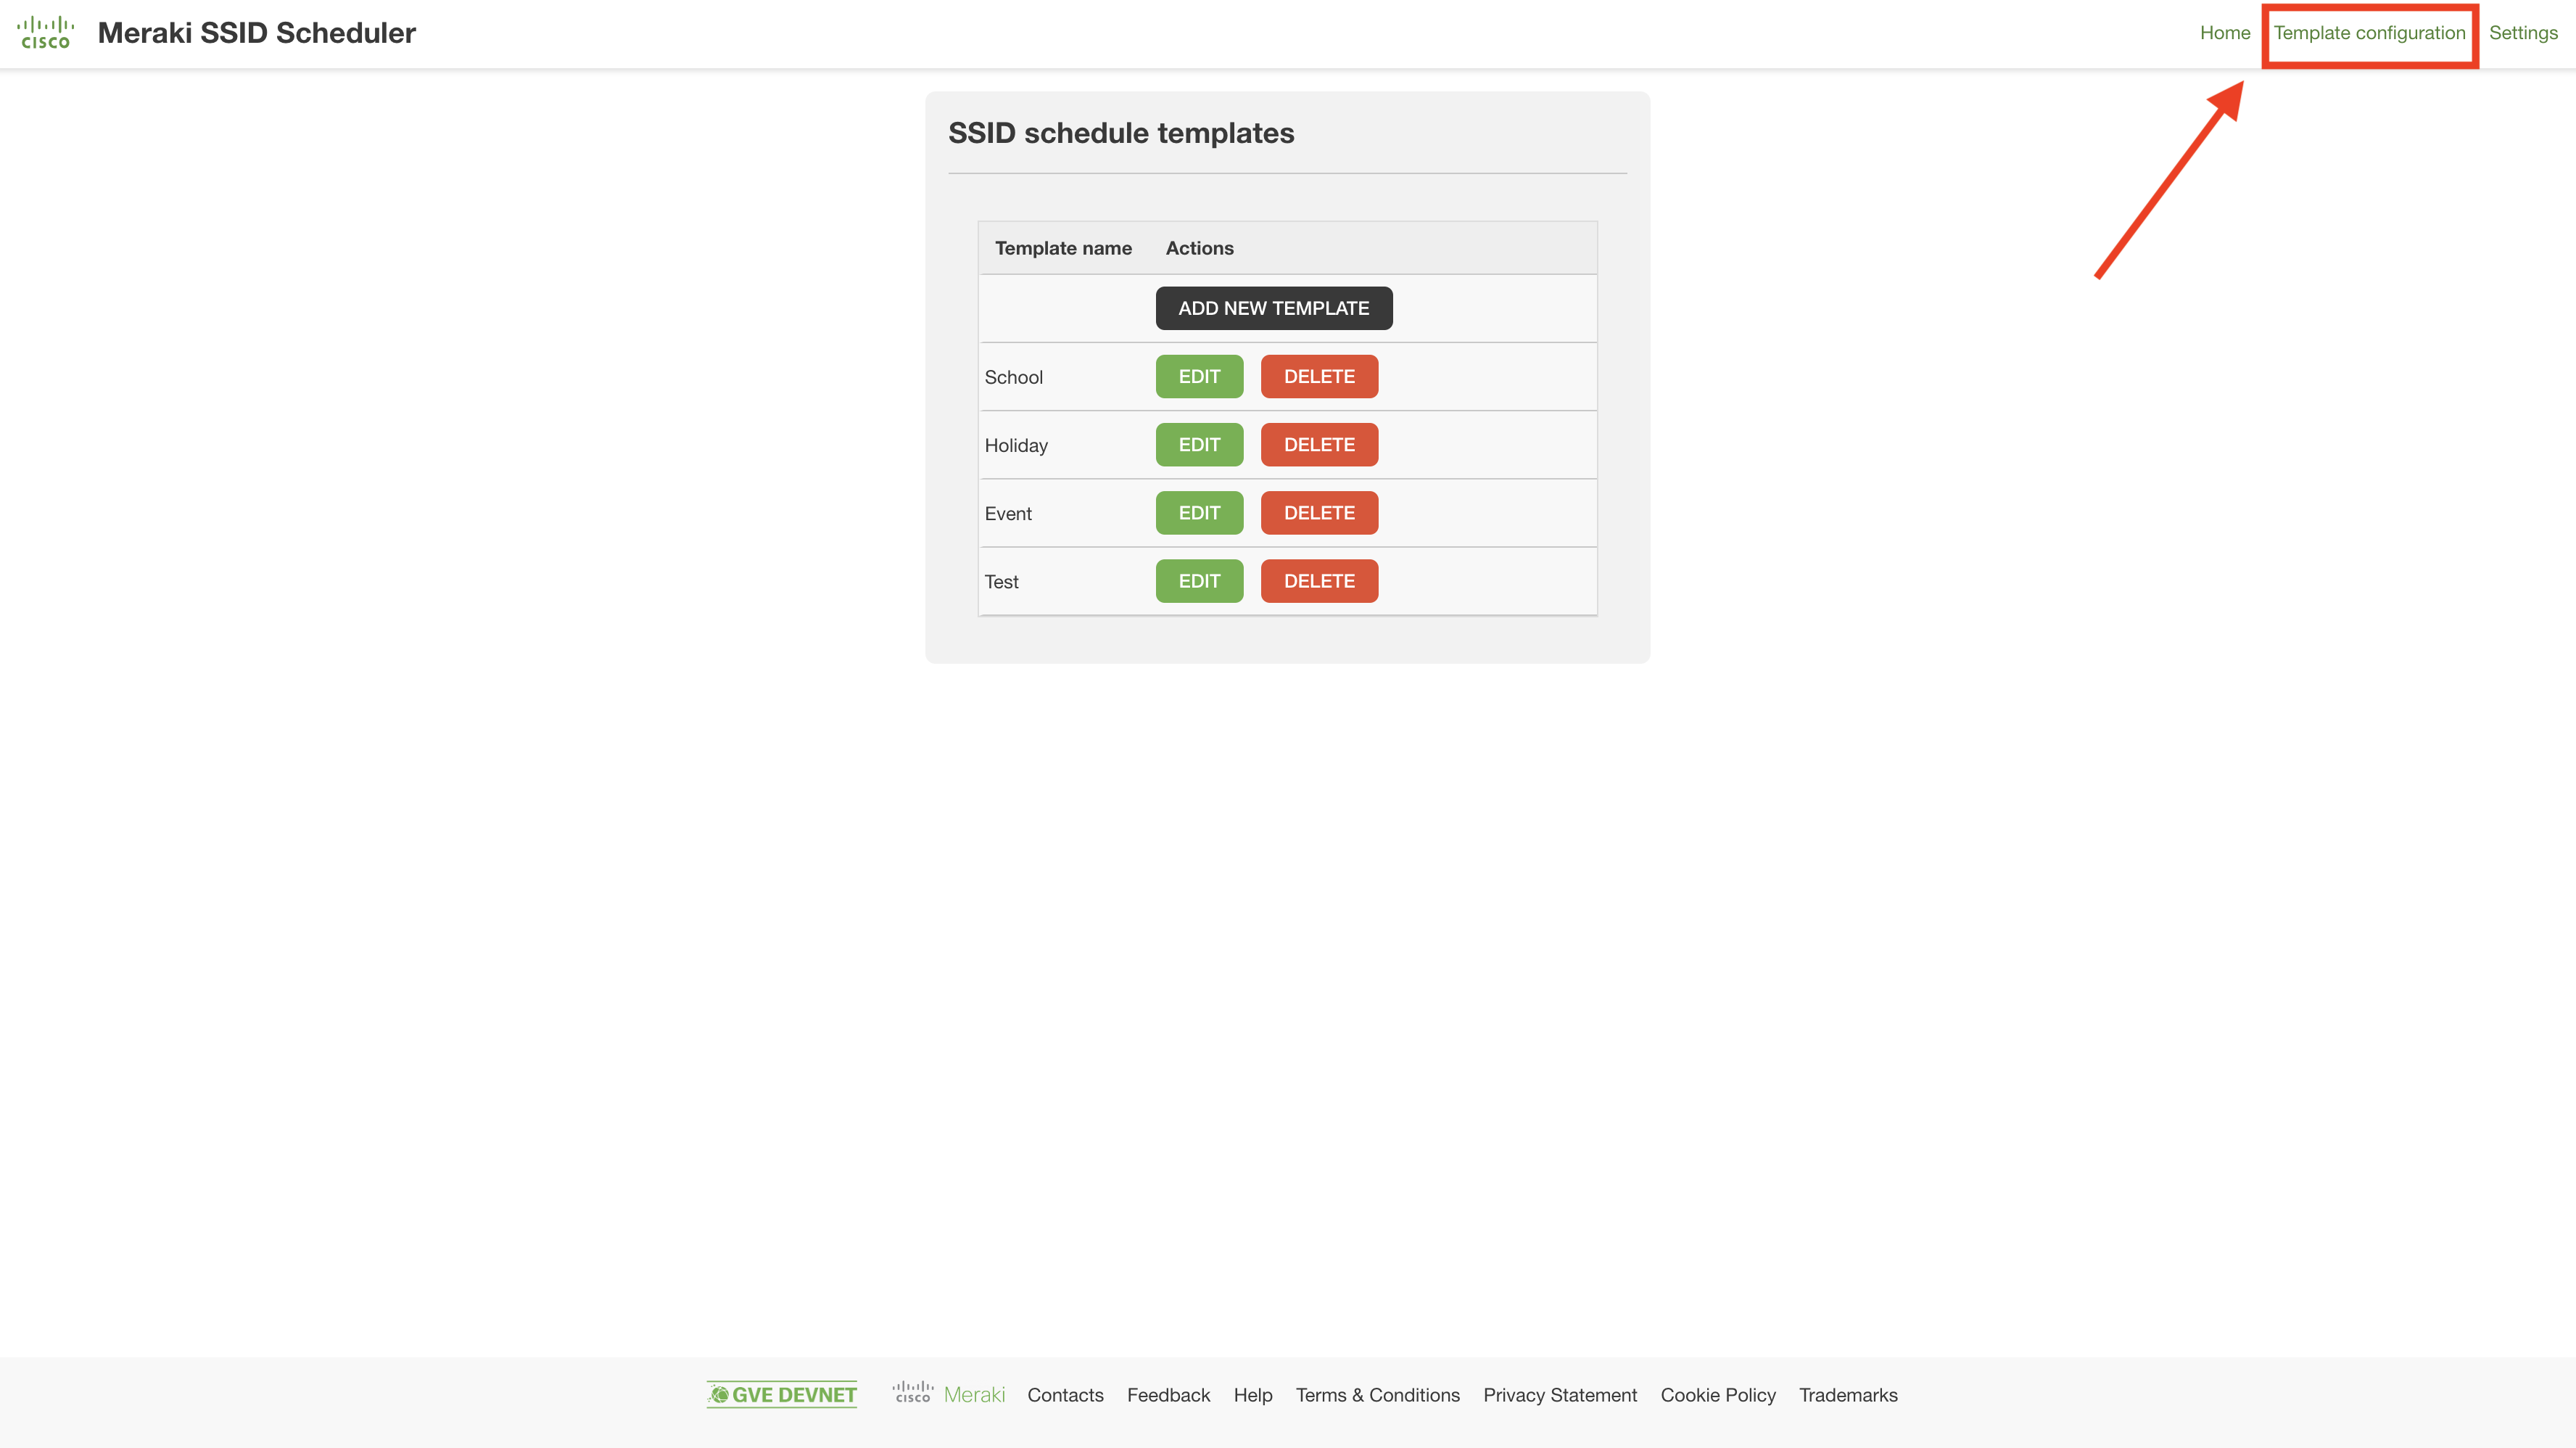 CISCO Meraki SSID Scheduler Home Template configuration Settings
SSID schedule templates
Template name Actions
ADD NEW TEMPLATE
School EDIT DELETE
Holiday EDIT DELETE
Event EDIT DELETE
Test EDIT DELETE
GVE DEVNET CISCO Meraki Contacts Feedback Help Terms & Conditions Privacy Statement Cookie Policy Trademarks